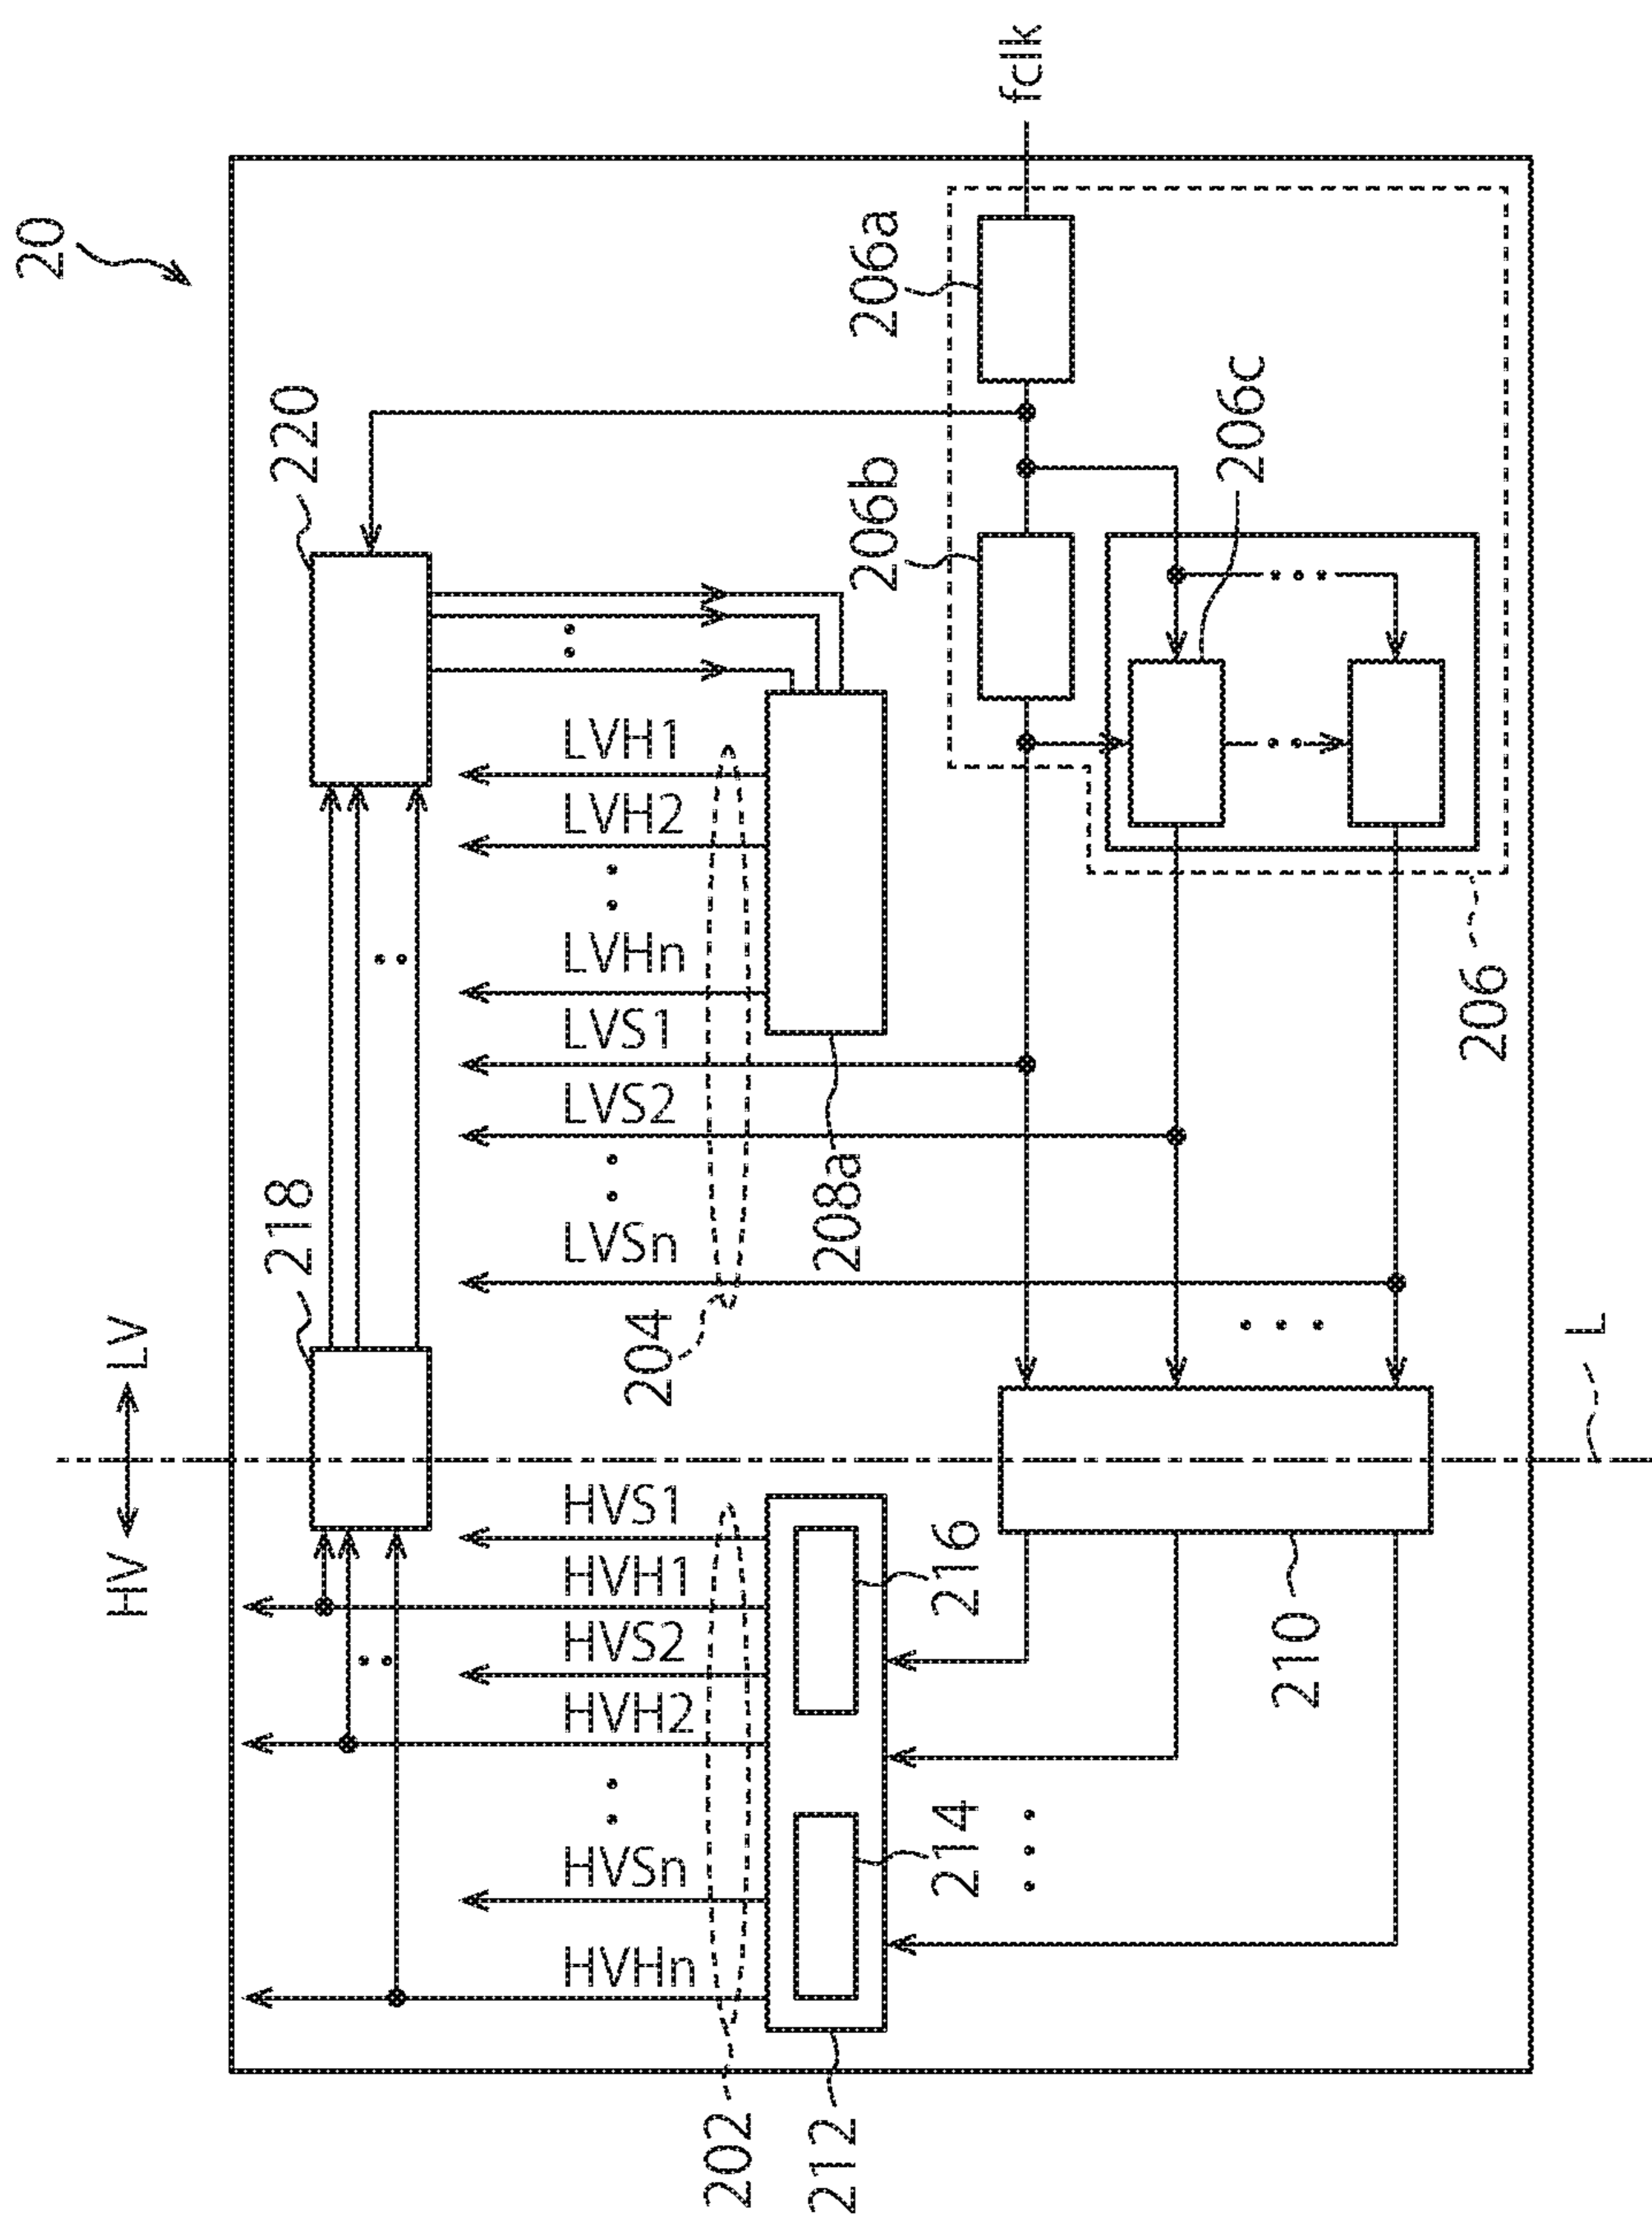 20
HV
LV
218
220
HVHn
HVSn
HVH2
HVS2
HVH1
HVS1
LVSn
LVS2
LVS1
LVHn
LVH2
LVH1
204
202
212
208a
206b
206a
214
216
fclk
206c
210
206
L